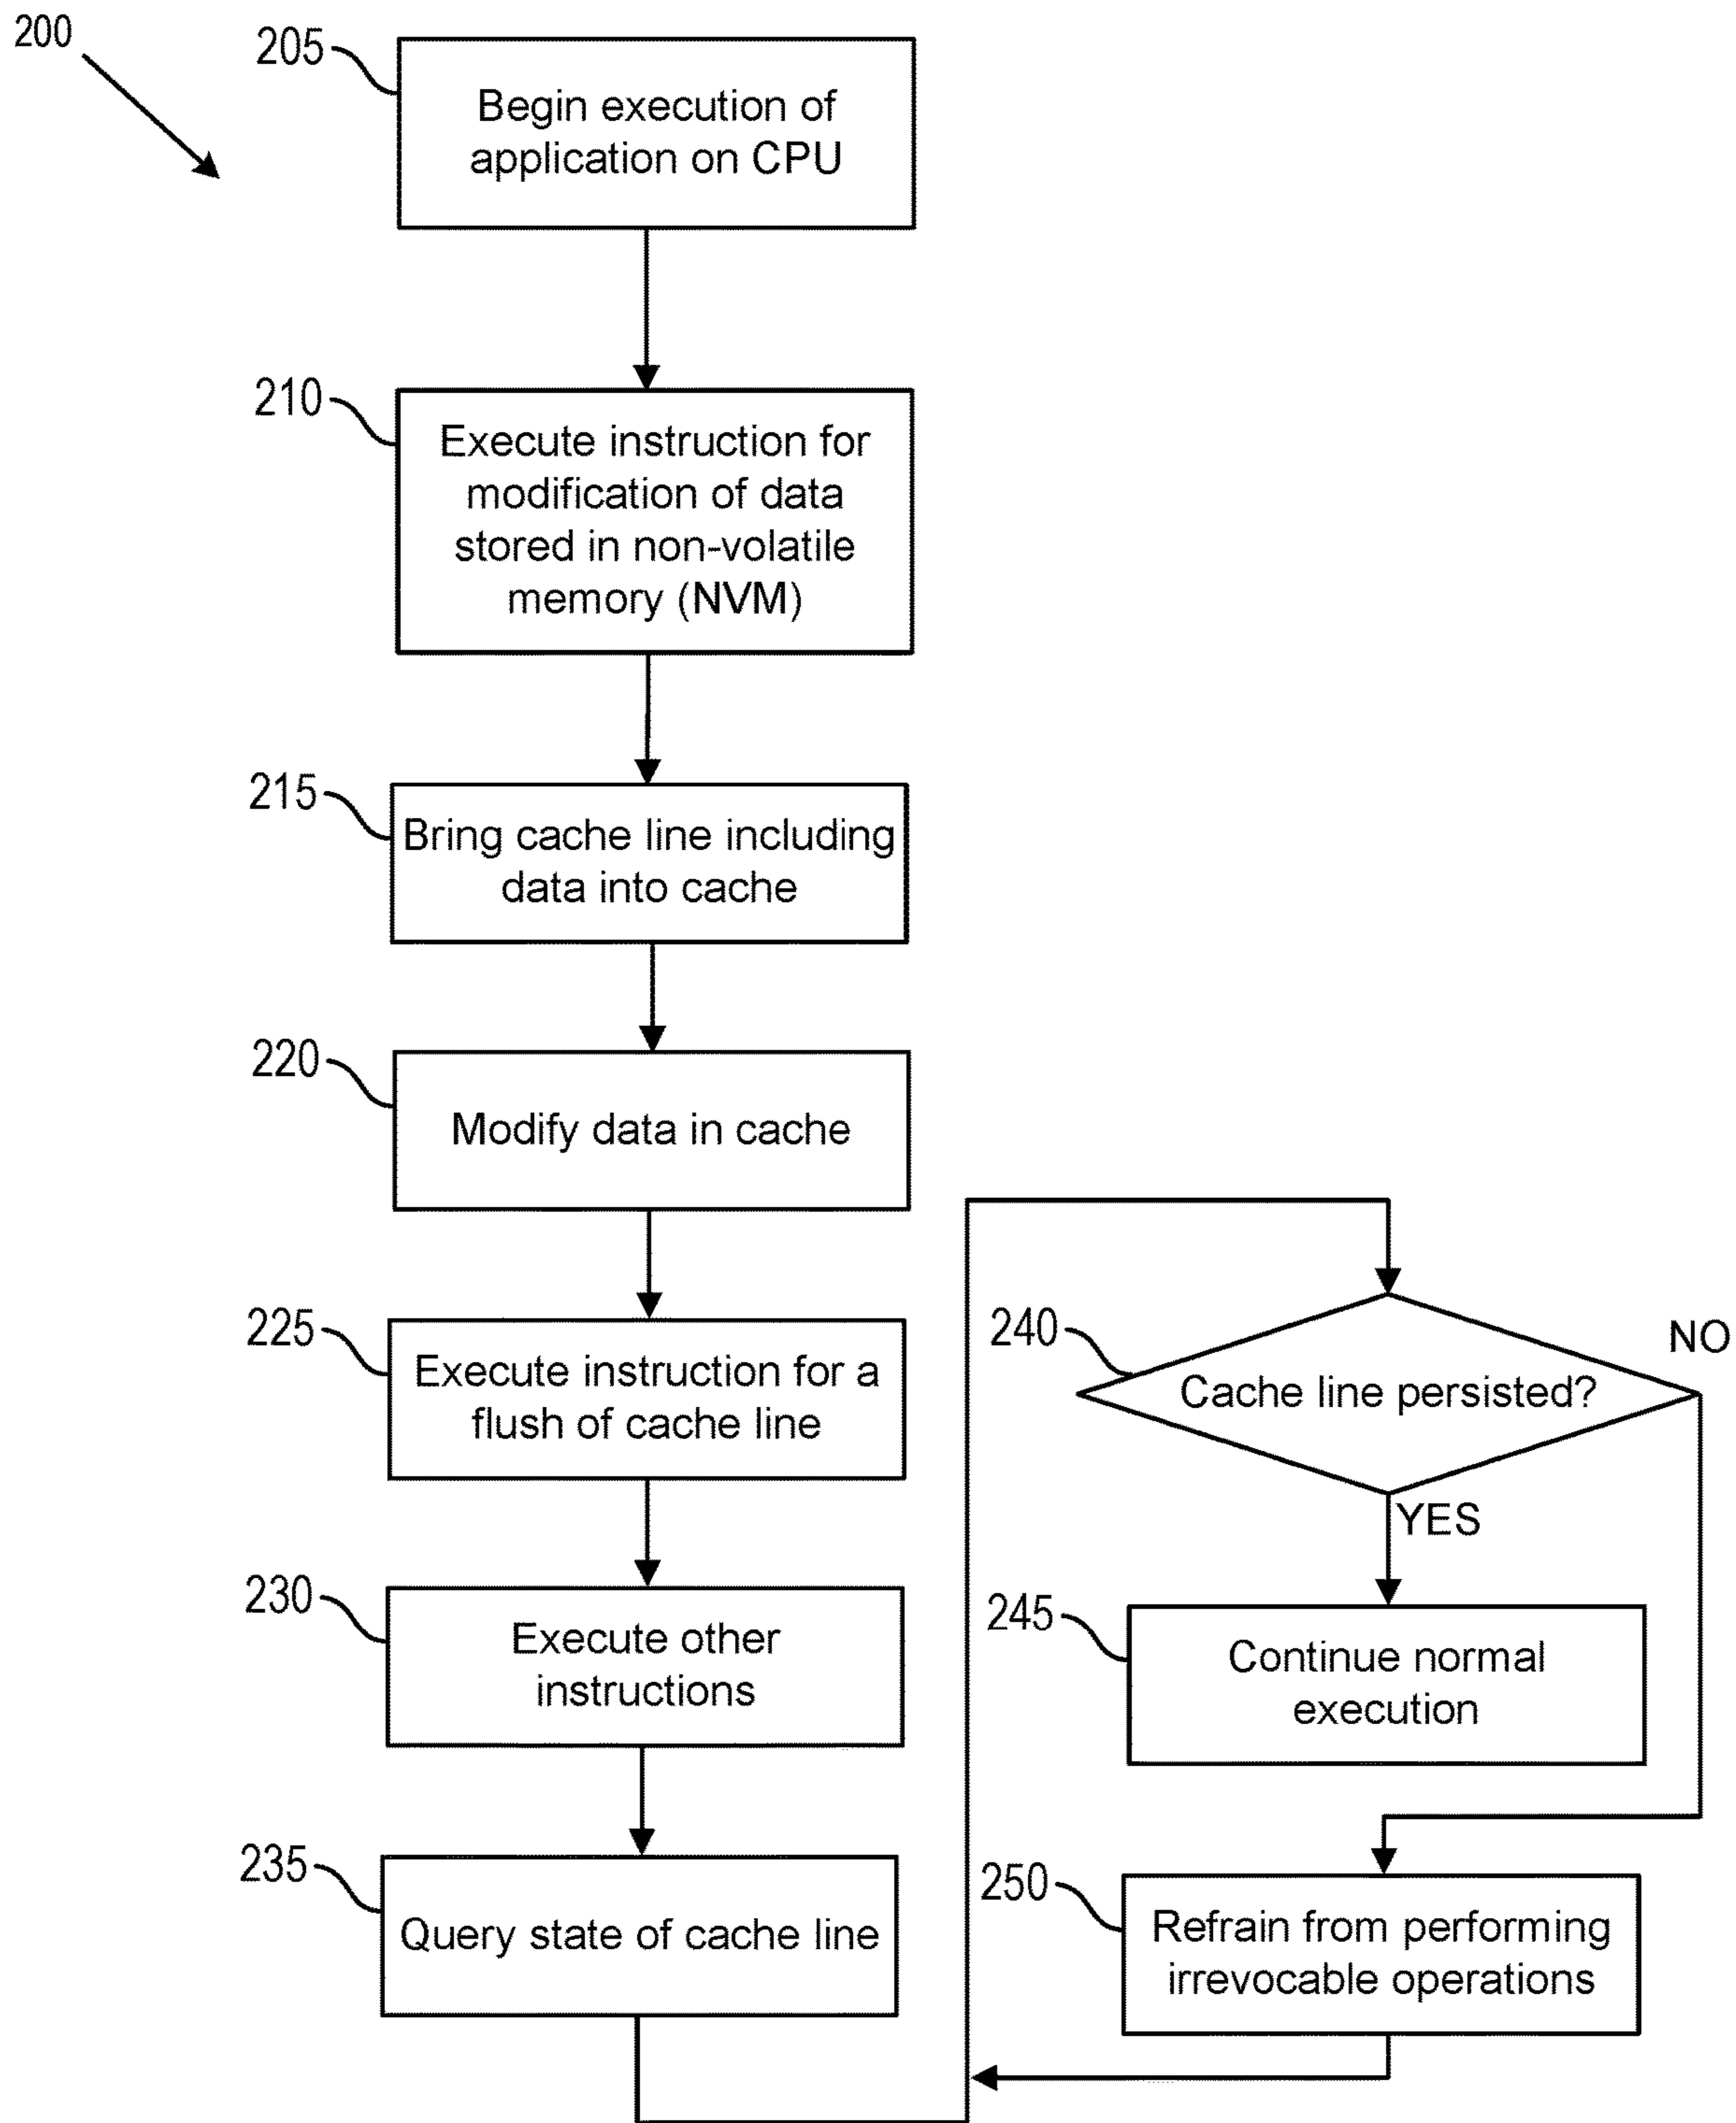 200
205
Begin execution of
application on CPU
210
Execute instruction for
modification of data
stored in non-volatile
memory (NVM)
215
Bring cache line including
data into cache
220
Modify data in cache
225
Execute instruction for a
flush of cache line
230
Execute other
instructions
235
Query state of cache line
240
Cache line persisted?
NO
YES
245
Continue normal
execution
250
Refrain from performing
irrevocable operations